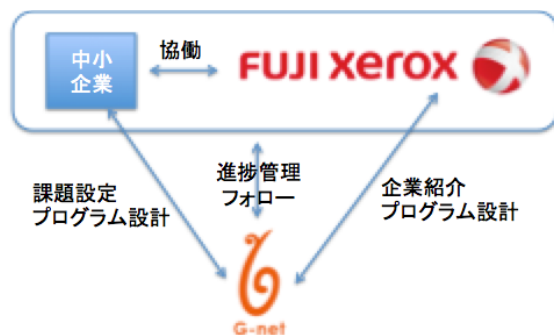 中小
企業
協働
FUJI xerox
課題設定
プログラム設計
進捗管理
フォロー
企業紹介
プログラム設計
G-net